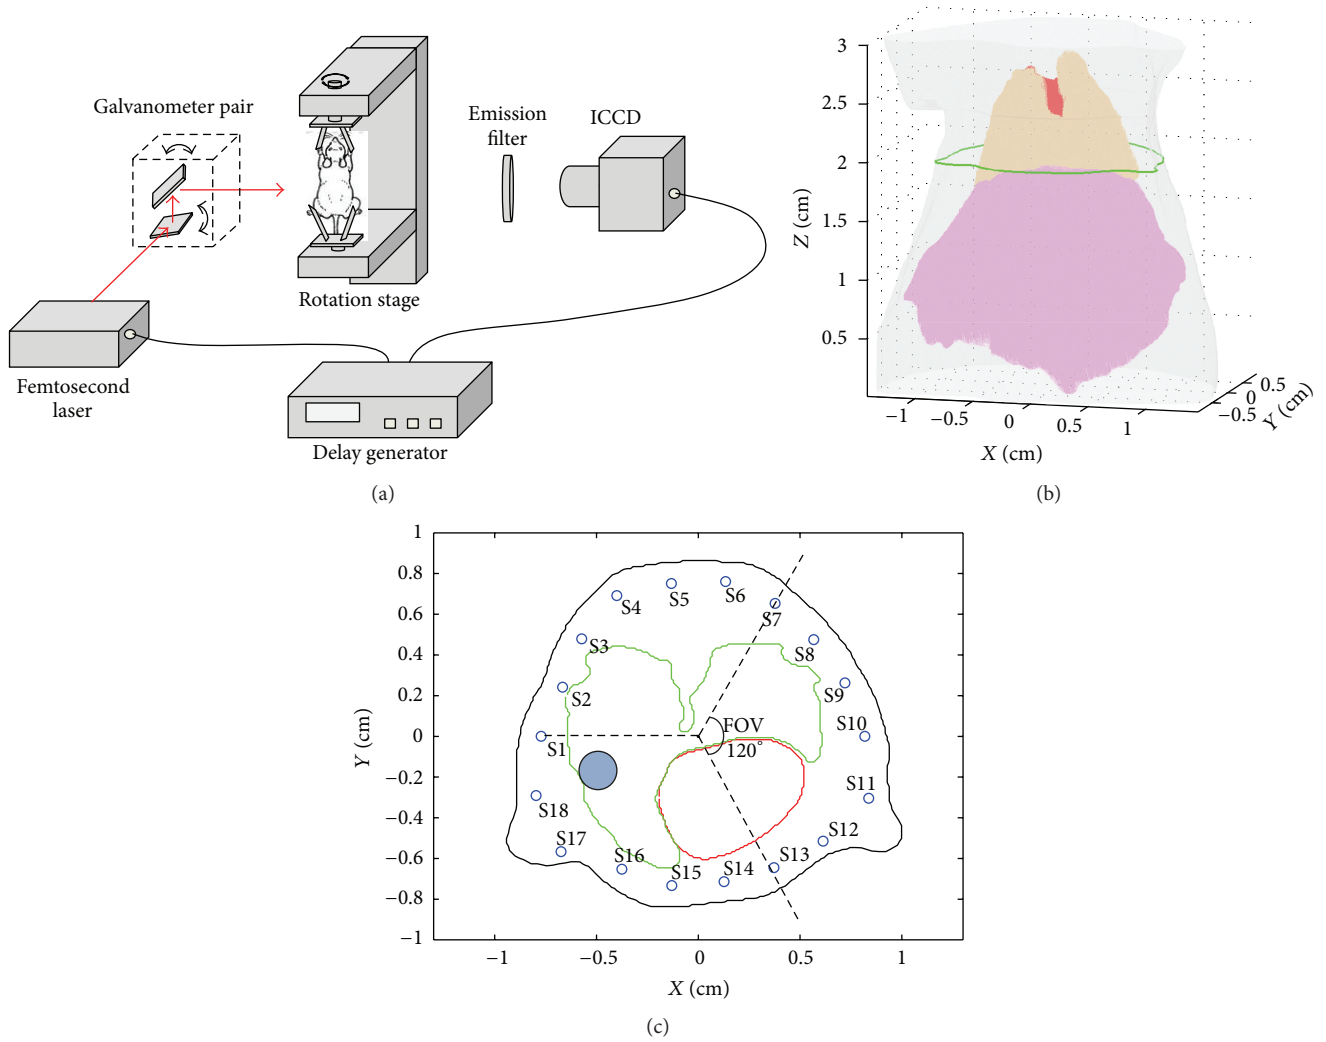 Galvanometer pair
Emission
filter
ICCD
Rotation stage
Femtosecond
laser
Delay generator
(a)
3
2.5
2
1.5
1
0.5
Z (cm)
−1
−0.5
0
0.5
1
X (cm)
0.5
0
−0.5
Y (cm)
(b)
1
0.8
0.6
0.4
0.2
0
−0.2
−0.4
−0.6
−0.8
−1
Y (cm)
S1
S2
S3
S4
S5
S6
S7
S8
S9
S10
S11
S12
S13
S14
S15
S16
S17
S18
FOV
120°
−1
−0.5
0
0.5
1
X (cm)
(c)